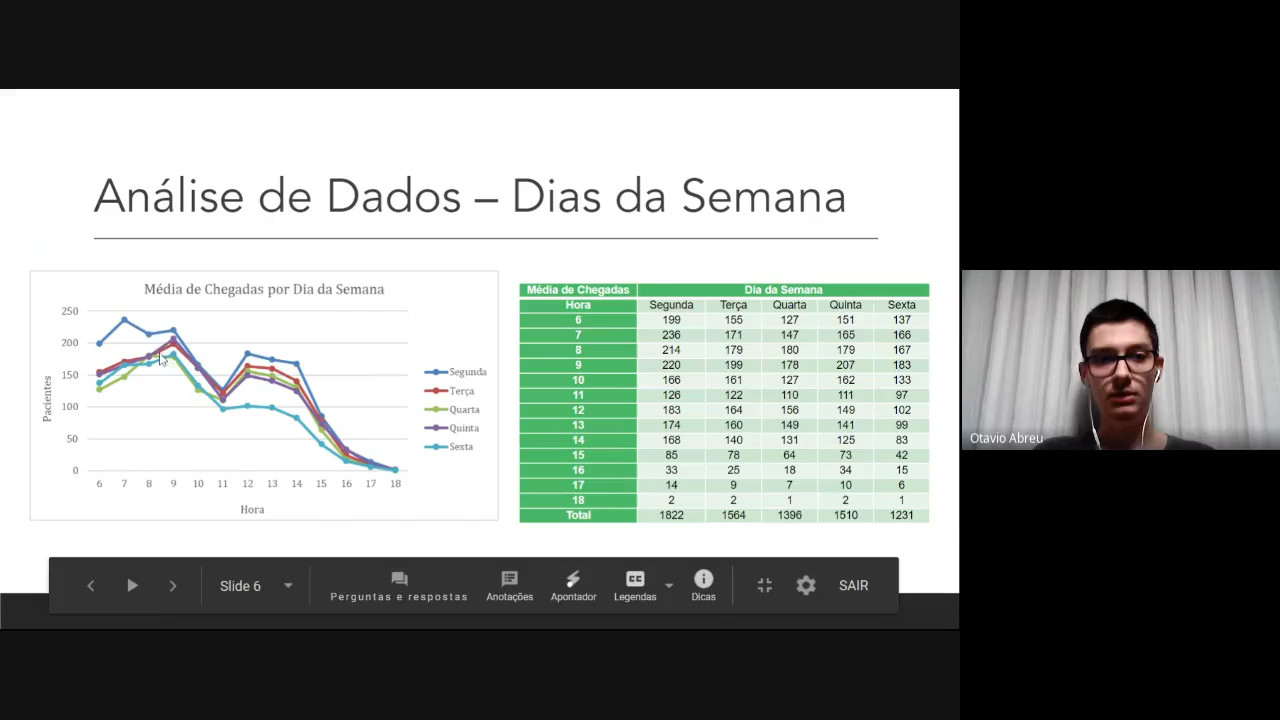 Análise de Dados – Dias da Semana
Média de Chegadas por Dia da Semana
250
200
150
100
50
0
Pacientes
6 7 8 9 10 11 12 13 14 15 16 17 18
Hora
Segunda
Terça
Quarta
Quinta
Sexta
Média de Chegadas Dia da Semana
Hora Segunda Terça Quarta Quinta Sexta
6 199 155 127 151 137
7 236 171 147 165 166
8 214 179 180 179 167
9 220 199 178 207 183
10 166 161 127 162 133
11 126 122 110 111 97
12 183 164 156 149 102
13 174 160 149 141 99
14 168 140 131 125 83
15 85 78 64 73 42
16 33 25 18 34 15
17 14 9 7 10 6
18 2 2 1 2 1
Total 1822 1564 1396 1510 1231
Otavio Abreu
Slide 6
Perguntas e respostas
Anotações
Apontador
CC
Legendas
Dicas
SAIR